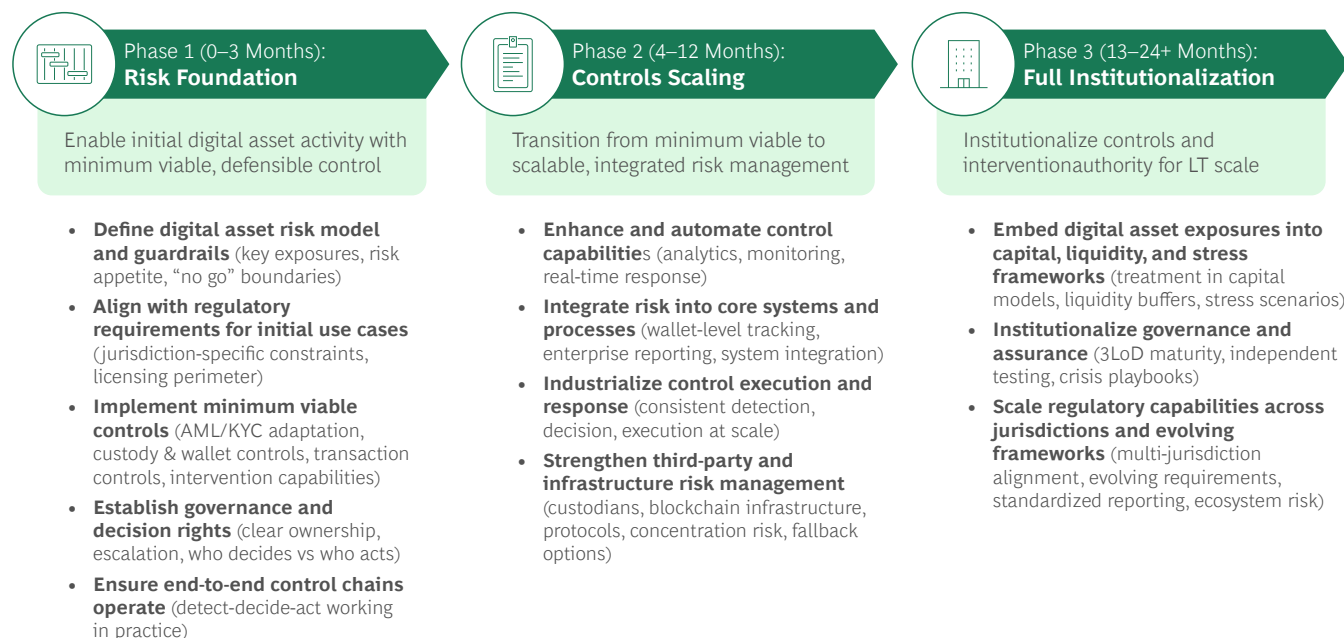 Phase 1 (0–3 Months):
Risk Foundation
Enable initial digital asset activity with
minimum viable, defensible control
• Define digital asset risk model
and guardrails (key exposures, risk
appetite, “no go” boundaries)
• Align with regulatory
requirements for initial use cases
(jurisdiction-specific constraints,
licensing perimeter)
• Implement minimum viable
controls (AML/KYC adaptation,
custody & wallet controls, transaction
controls, intervention capabilities)
• Establish governance and
decision rights (clear ownership,
escalation, who decides vs who acts)
• Ensure end-to-end control chains
operate (detect-decide-act working
in practice)
Phase 2 (4–12 Months):
Controls Scaling
Transition from minimum viable to
scalable, integrated risk management
• Enhance and automate control
capabilities (analytics, monitoring,
real-time response)
• Integrate risk into core systems and
processes (wallet-level tracking,
enterprise reporting, system integration)
• Industrialize control execution and
response (consistent detection,
decision, execution at scale)
• Strengthen third-party and
infrastructure risk management
(custodians, blockchain infrastructure,
protocols, concentration risk, fallback
options)
Phase 3 (13–24+ Months):
Full Institutionalization
Institutionalize controls and
interventionauthority for LT scale
• Embed digital asset exposures into
capital, liquidity, and stress
frameworks (treatment in capital
models, liquidity buffers, stress scenarios)
• Institutionalize governance and
assurance (3LoD maturity, independent
testing, crisis playbooks)
• Scale regulatory capabilities across
jurisdictions and evolving
frameworks (multi-jurisdiction
alignment, evolving requirements,
standardized reporting, ecosystem risk)